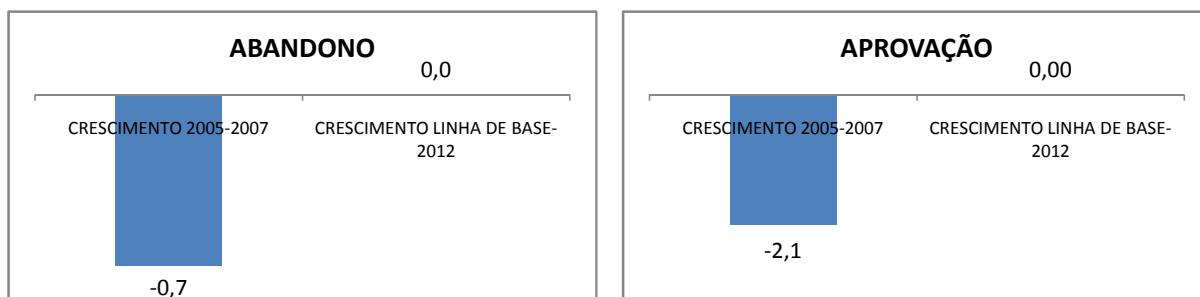 ABANDONO
0,0
CRESCIMENTO 2005-2007
CRESCIMENTO LINHA DE BASE-
2012
-0,7
APROVAÇÃO
0,00
CRESCIMENTO 2005-2007
CRESCIMENTO LINHA DE BASE-
2012
-2,1